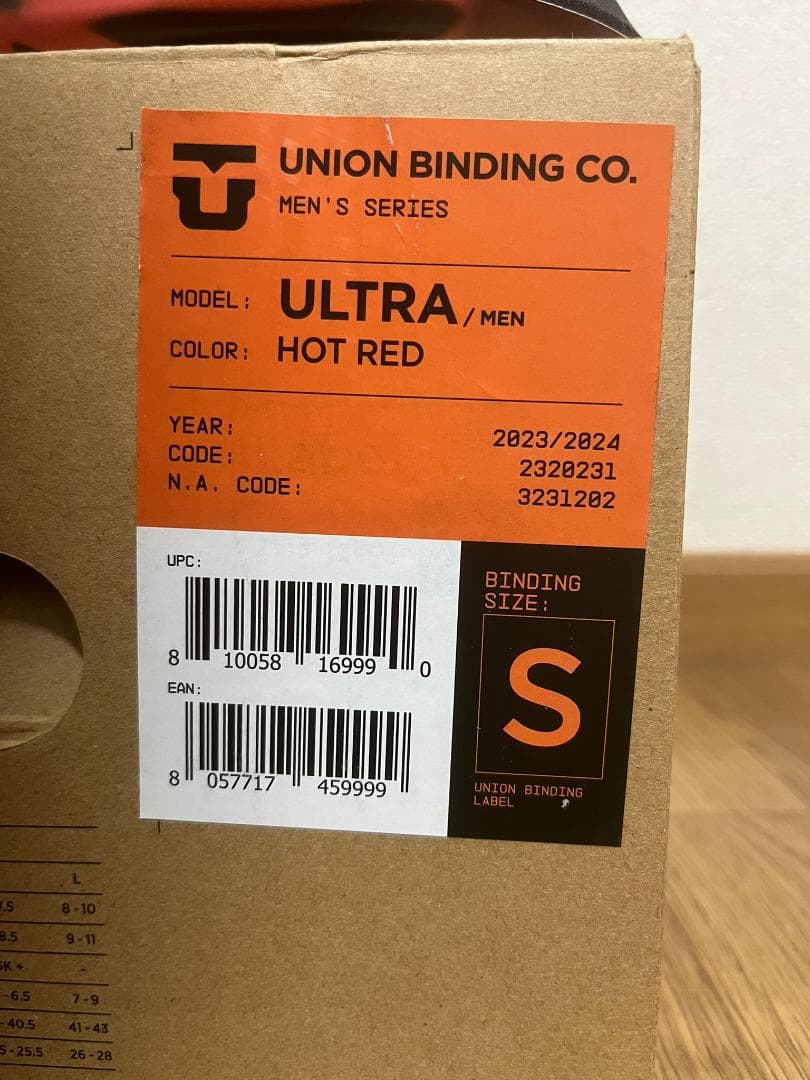 UNION BINDING CO.
MEN'S SERIES
MODEL: ULTRA / MEN
COLOR: HOT RED
YEAR: 2023/2024
CODE: 2320231
N.A. CODE: 3231202
UPC:
8 10058 16999 0
EAN:
8 057717 459999
BINDING
SIZE:
S
UNION BINDING
LABEL
L
8-10
9-11
-
7-9
41-43
26-28